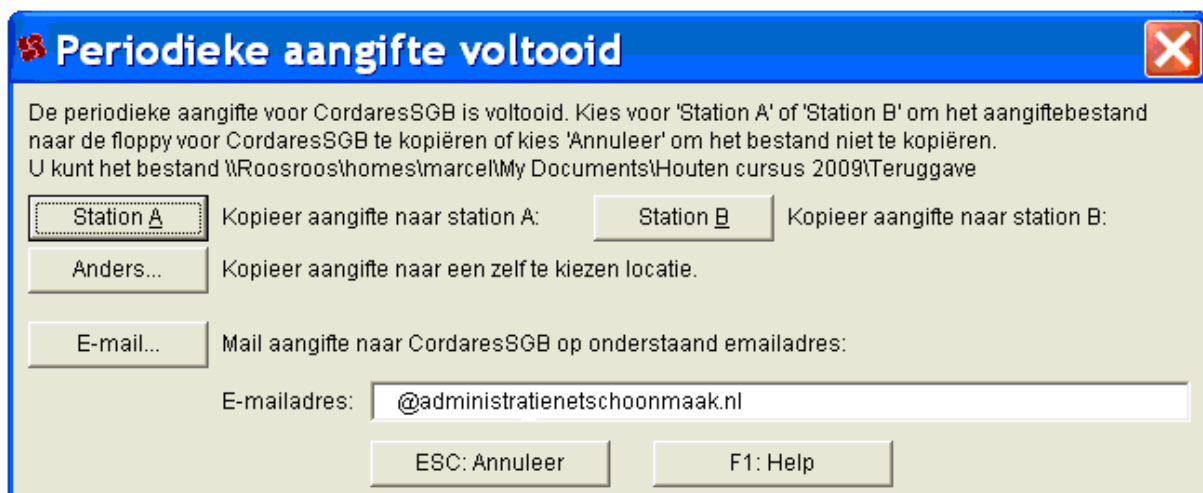 Periodieke aangifte voltooid
De periodieke aangifte voor CordaresSGB is voltooid. Kies voor 'Station A' of 'Station B' om het aangiftebestand
naar de floppy voor CordaresSGB te kopiëren of kies 'Annuleer' om het bestand niet te kopiëren.
U kunt het bestand \\Roosroos\homes\marcel\My Documents\Houten cursus 2009\Teruggave
Station A Kopieer aangifte naar station A: Station B Kopieer aangifte naar station B:
Anders... Kopieer aangifte naar een zelf te kiezen locatie.
E-mail... Mail aangifte naar CordaresSGB op onderstaand emailadres:
E-mailadres: @administratienetschoonmaak.nl
ESC: Annuleer F1: Help